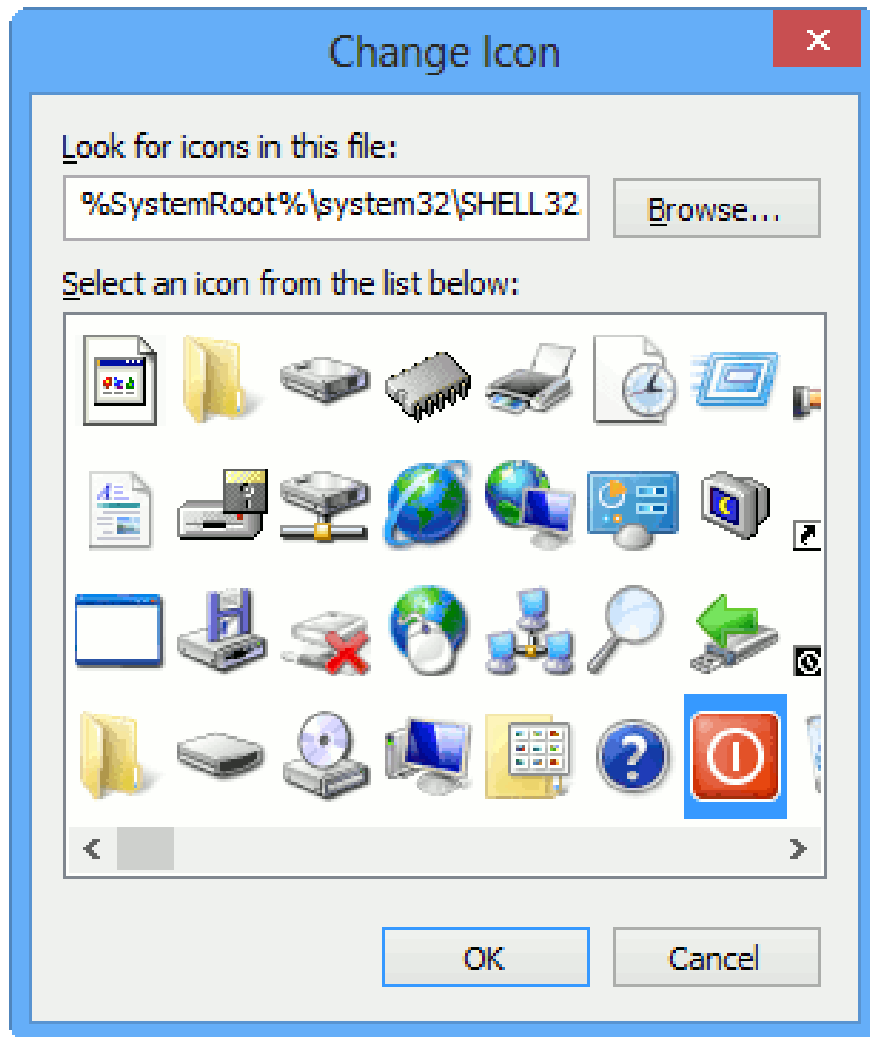 Change Icon
Look for icons in this file:
%SystemRoot%\system32\SHELL32
Browse...
Select an icon from the list below:
OK
Cancel